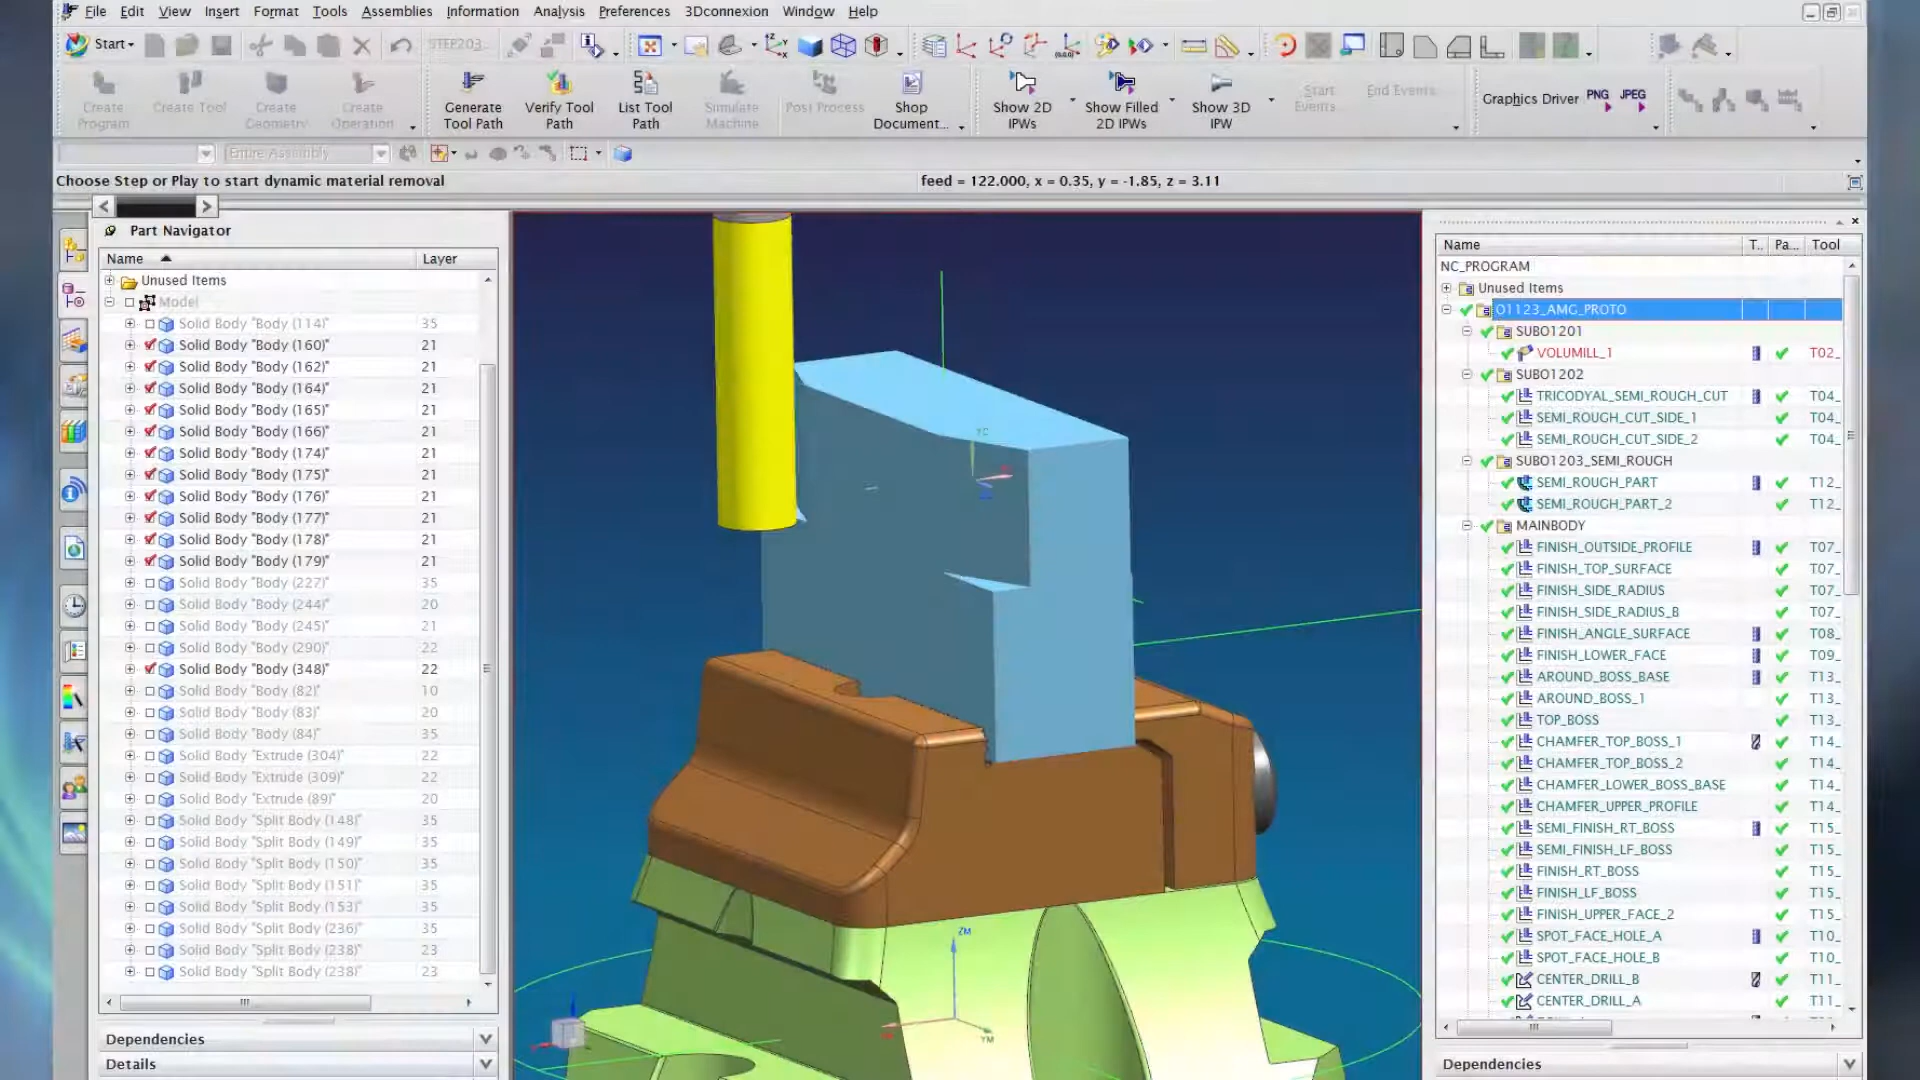 File Edit View Insert Format Tools Assemblies Information Analysis Preferences 3Dconnexion Window Help
Start STEP203...
Create Program
Create Tool
Create Geometry
Create Operation
Generate Tool Path
Verify Tool Path
List Tool Path
Simulate Machine
Post Process
Shop Document...
Show 2D IPWs
Show Filled 2D IPWs
Show 3D IPW
Start Events
End Events
Graphics Driver PNG JPEG
Entire Assembly
Choose Step or Play to start dynamic material removal
feed = 122.000, x = 0.35, y = -1.85, z = 3.11
Part Navigator
Name Layer
Unused Items
Model
Solid Body "Body (114)" 35
Solid Body "Body (160)" 21
Solid Body "Body (162)" 21
Solid Body "Body (164)" 21
Solid Body "Body (165)" 21
Solid Body "Body (166)" 21
Solid Body "Body (174)" 21
Solid Body "Body (175)" 21
Solid Body "Body (176)" 21
Solid Body "Body (177)" 21
Solid Body "Body (178)" 21
Solid Body "Body (179)" 21
Solid Body "Body (227)" 35
Solid Body "Body (244)" 20
Solid Body "Body (245)" 21
Solid Body "Body (290)" 22
Solid Body "Body (348)" 22
Solid Body "Body (82)" 10
Solid Body "Body (83)" 20
Solid Body "Body (84)" 35
Solid Body "Extrude (304)" 22
Solid Body "Extrude (309)" 22
Solid Body "Extrude (89)" 20
Solid Body "Split Body (148)" 35
Solid Body "Split Body (149)" 35
Solid Body "Split Body (150)" 35
Solid Body "Split Body (151)" 35
Solid Body "Split Body (153)" 35
Solid Body "Split Body (236)" 35
Solid Body "Split Body (238)" 23
Solid Body "Split Body (238)" 23
Dependencies
Details
YC
ZM
YM
Name T.. Pa... Tool
NC_PROGRAM
Unused Items
O1123_AMG_PROTO
SUBO1201
VOLUMILL_1 T02_
SUBO1202
TRICODYAL_SEMI_ROUGH_CUT T04_
SEMI_ROUGH_CUT_SIDE_1 T04_
SEMI_ROUGH_CUT_SIDE_2 T04_
SUBO1203_SEMI_ROUGH
SEMI_ROUGH_PART T12_
SEMI_ROUGH_PART_2 T12_
MAINBODY
FINISH_OUTSIDE_PROFILE T07_
FINISH_TOP_SURFACE T07_
FINISH_SIDE_RADIUS T07_
FINISH_SIDE_RADIUS_B T07_
FINISH_ANGLE_SURFACE T08_
FINISH_LOWER_FACE T09_
AROUND_BOSS_BASE T13_
AROUND_BOSS_1 T13_
TOP_BOSS T13_
CHAMFER_TOP_BOSS_1 T14_
CHAMFER_TOP_BOSS_2 T14_
CHAMFER_LOWER_BOSS_BASE T14_
CHAMFER_UPPER_PROFILE T14_
SEMI_FINISH_RT_BOSS T15_
SEMI_FINISH_LF_BOSS T15_
FINISH_RT_BOSS T15_
FINISH_LF_BOSS T15_
FINISH_UPPER_FACE_2 T15_
SPOT_FACE_HOLE_A T10_
SPOT_FACE_HOLE_B T10_
CENTER_DRILL_B T11_
CENTER_DRILL_A T11_
Dependencies